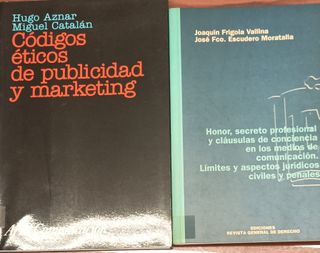 Hugo Aznar
Miguel Catalán
Códigos
éticos
de publicidad
y marketing
Joaquín Frigola Vallina
José Fco. Escudero Moratalla
Honor, secreto profesional
y cláusulas de conciencia
en los medios de
comunicación.
Límites y aspectos jurídicos
civiles y penales
EDICIONES
REVISTA GENERAL DE DERECHO